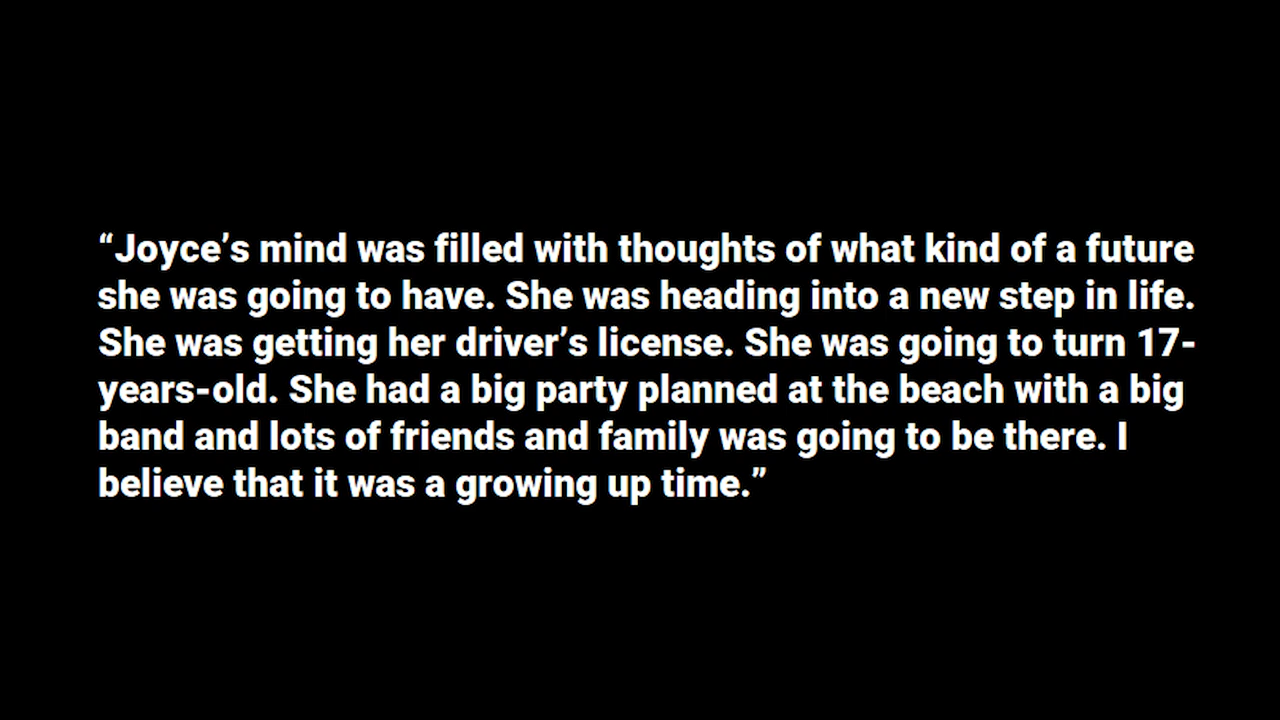 “Joyce’s mind was filled with thoughts of what kind of a future
she was going to have. She was heading into a new step in life.
She was getting her driver’s license. She was going to turn 17-
years-old. She had a big party planned at the beach with a big
band and lots of friends and family was going to be there. I
believe that it was a growing up time.”